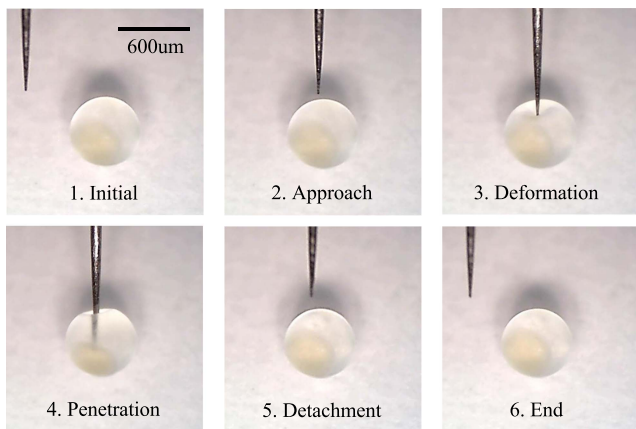 600um
1. Initial
2. Approach
3. Deformation
4. Penetration
5. Detachment
6. End